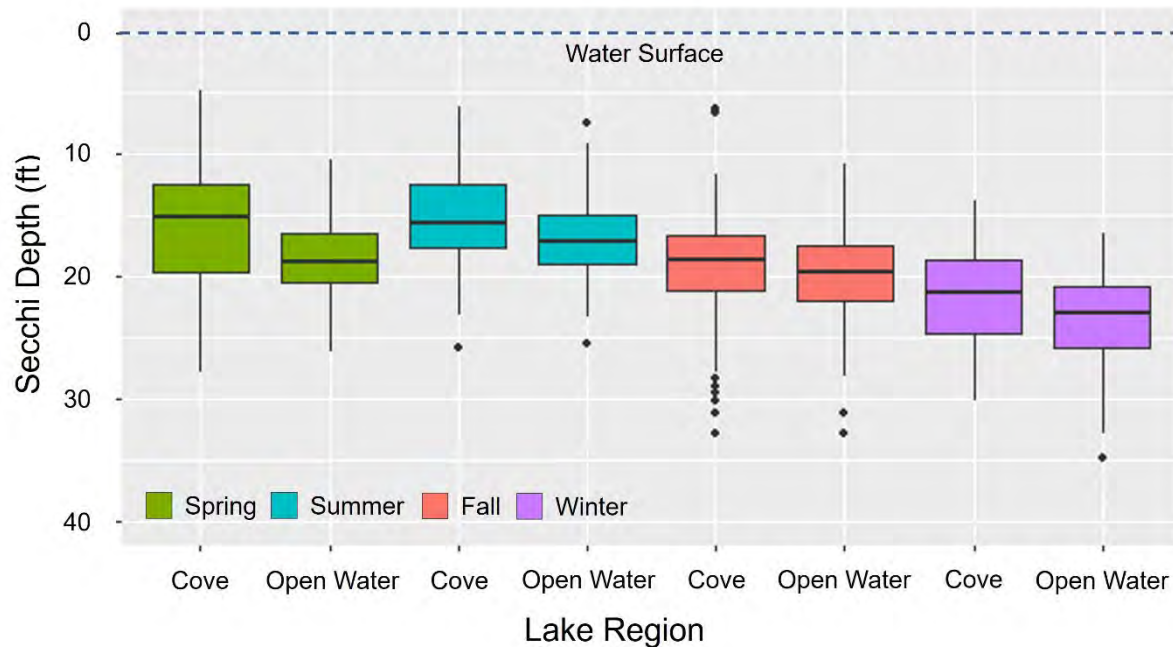 0
Water Surface
10
20
30
40
Secchi Depth (ft)
Spring Summer Fall Winter
Cove Open Water Cove Open Water Cove Open Water Cove Open Water
Lake Region